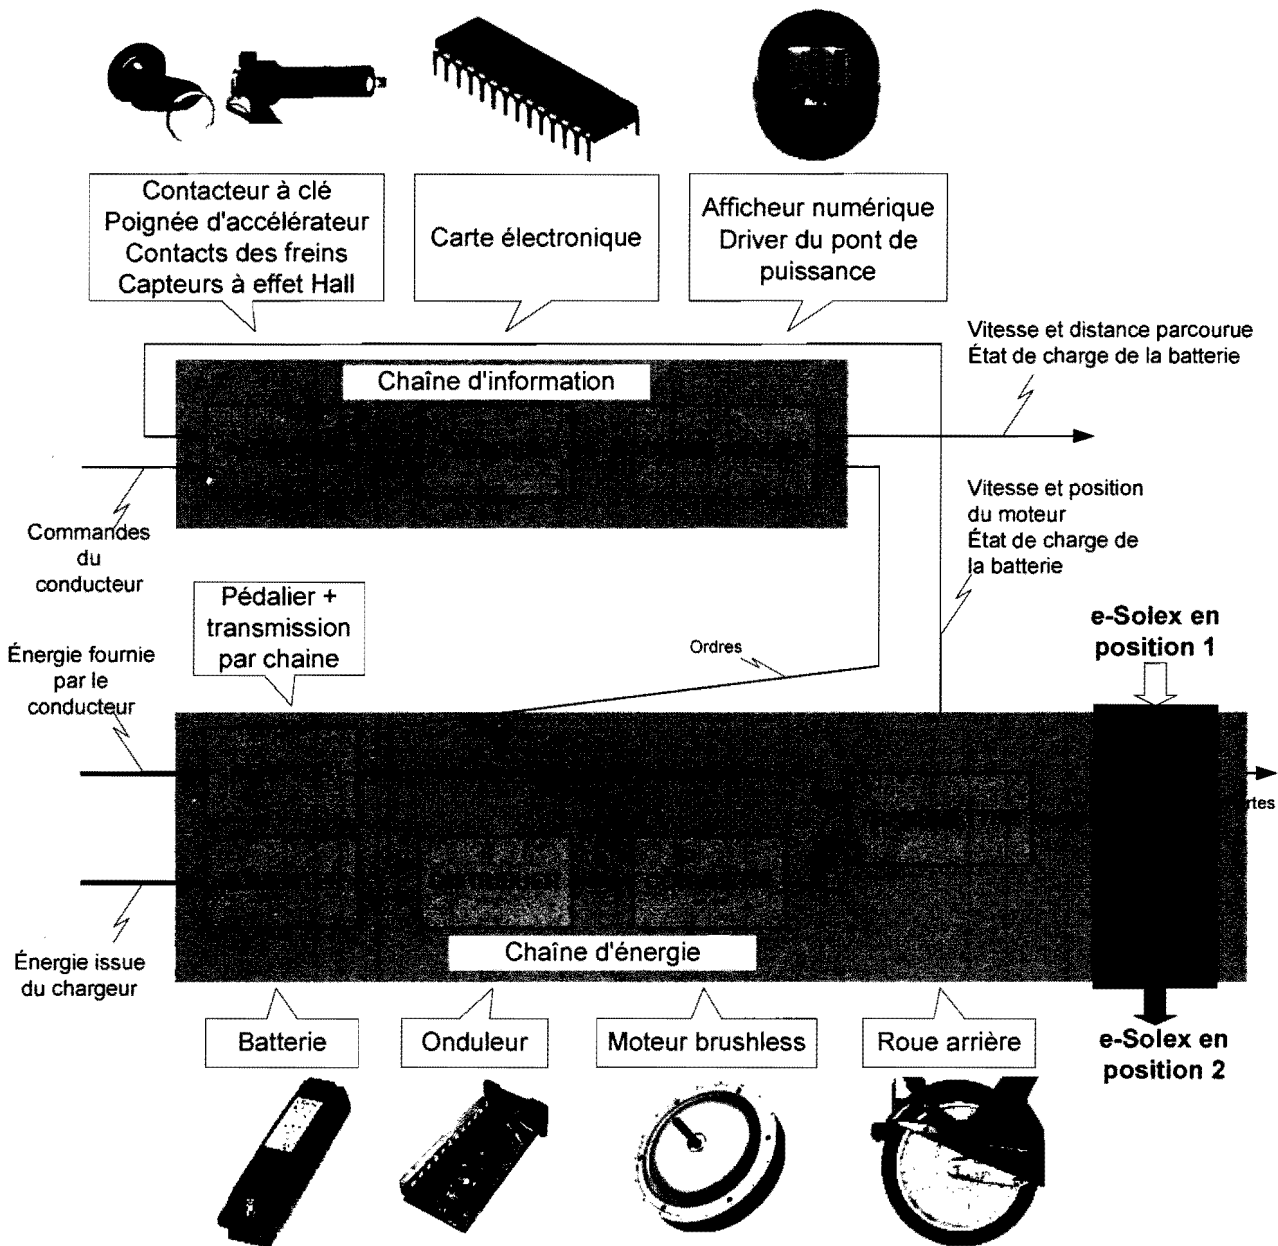 Contacteur à clé
Poignée d'accélérateur
Contacts des freins
Capteurs à effet Hall
Carte électronique
Afficheur numérique
Driver du pont de
puissance
Vitesse et distance parcourue
État de charge de la batterie
Chaîne d'information
Commandes
du
conducteur
Vitesse et position
du moteur
État de charge de
la batterie
Pédalier +
transmission
par chaine
Ordres
e-Solex en
position 1
Énergie fournie
par le
conducteur
Chaîne d'énergie
Énergie issue
du chargeur
Batterie
Onduleur
Moteur brushless
Roue arrière
e-Solex en
position 2